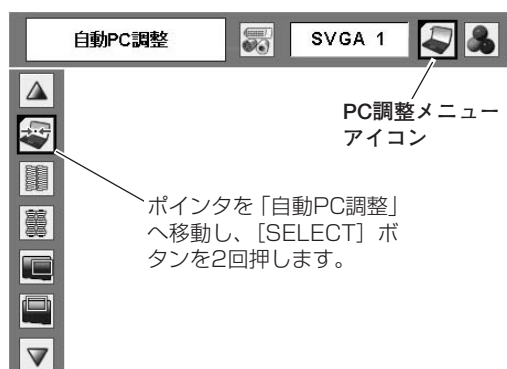 自動PC調整
SVGA 1
PC調整メニュー
アイコン
ポインタを「自動PC調整」
へ移動し、［SELECT］ボ
タンを2回押します。